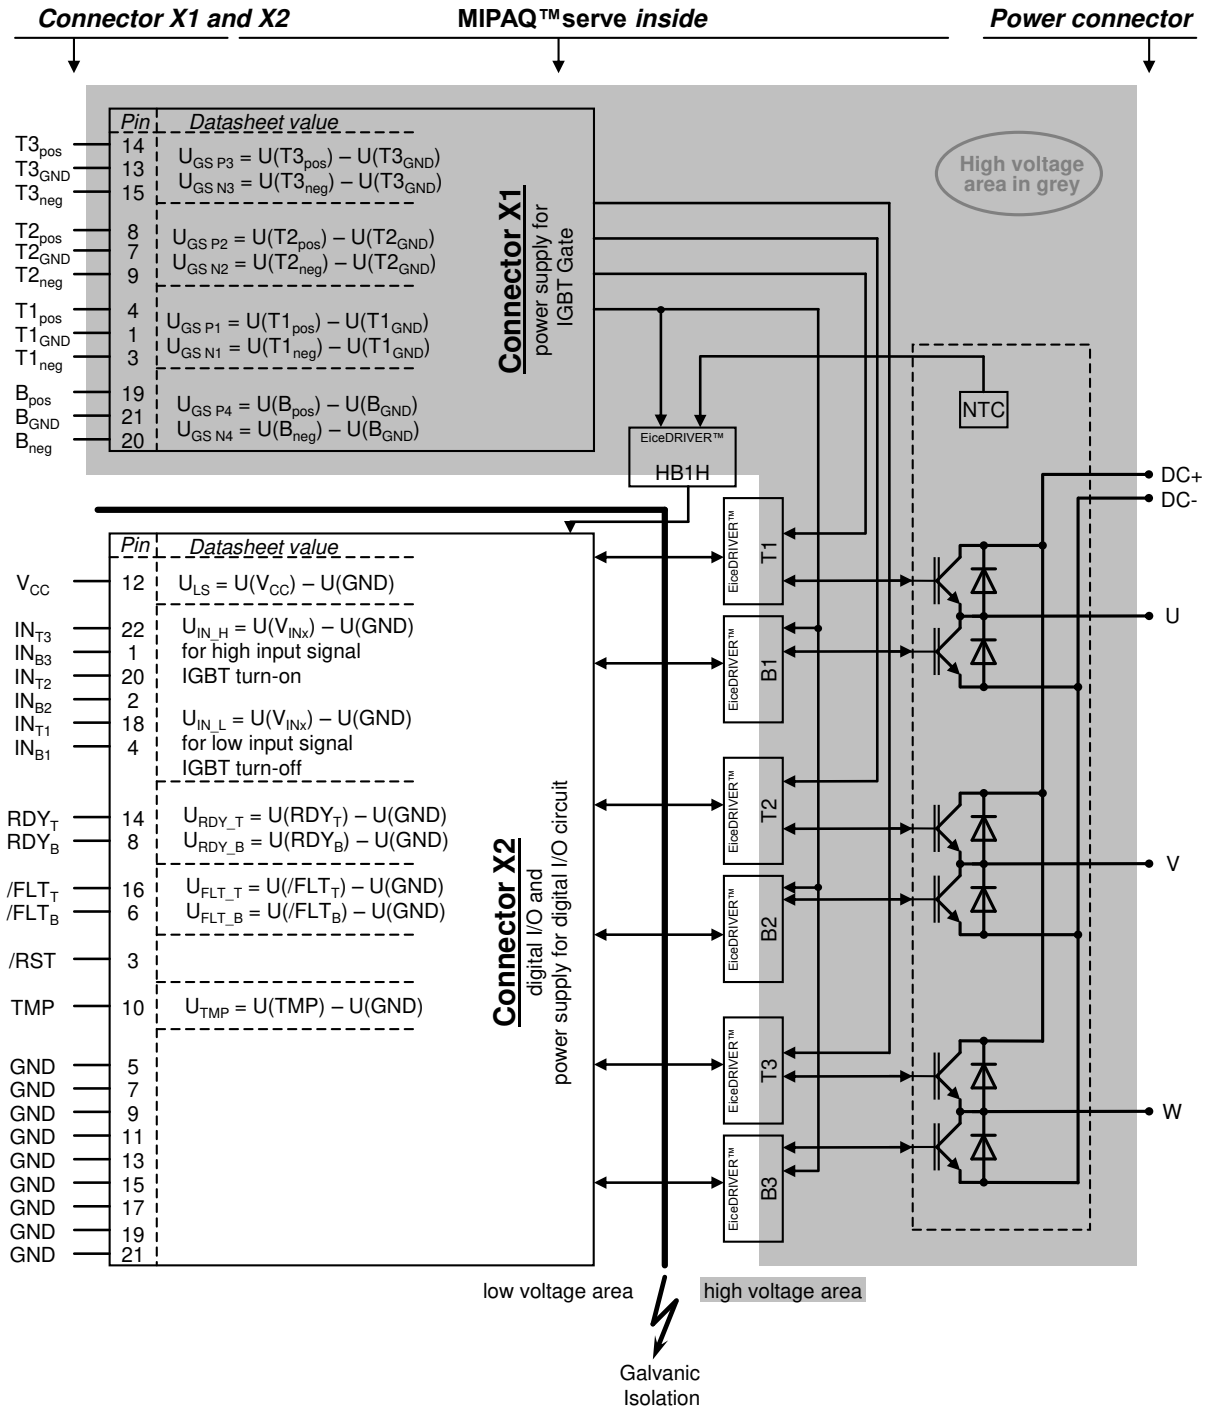 Connector X1 and X2
MIPAQ™serve inside
Power connector
High voltage
area in grey
Pin Datasheet value
T3pos 14
T3GND 13
T3neg 15
UGS P3 = U(T3pos) – U(T3GND)
UGS N3 = U(T3neg) – U(T3GND)
T2pos 8
T2GND 7
T2neg 9
UGS P2 = U(T2pos) – U(T2GND)
UGS N2 = U(T2neg) – U(T2GND)
T1pos 4
T1GND 1
T1neg 3
UGS P1 = U(T1pos) – U(T1GND)
UGS N1 = U(T1neg) – U(T1GND)
Bpos 19
BGND 21
Bneg 20
UGS P4 = U(Bpos) – U(BGND)
UGS N4 = U(Bneg) – U(BGND)
Connector X1
power supply for
IGBT Gate
NTC
EiceDRIVER™
HB1H
DC+
DC-
Pin Datasheet value
VCC 12 ULS = U(VCC) – U(GND)
INT3 22
INB3 1
INT2 20
INB2 2
INT1 18
INB1 4
UIN_H = U(VINx) – U(GND)
for high input signal
IGBT turn-on
UIN_L = U(VINx) – U(GND)
for low input signal
IGBT turn-off
RDYT 14 URDY_T = U(RDYT) – U(GND)
RDYB 8 URDY_B = U(RDYB) – U(GND)
/FLTT 16 UFLT_T = U(/FLTT) – U(GND)
/FLTB 6 UFLT_B = U(/FLTB) – U(GND)
/RST 3
TMP 10 UTMP = U(TMP) – U(GND)
GND 5
GND 7
GND 9
GND 11
GND 13
GND 15
GND 17
GND 19
GND 21
Connector X2
digital I/O and
power supply for digital I/O circuit
EiceDRIVER™
T1
EiceDRIVER™
B1
EiceDRIVER™
T2
EiceDRIVER™
B2
EiceDRIVER™
T3
EiceDRIVER™
B3
U
V
W
low voltage area
high voltage area
Galvanic
Isolation